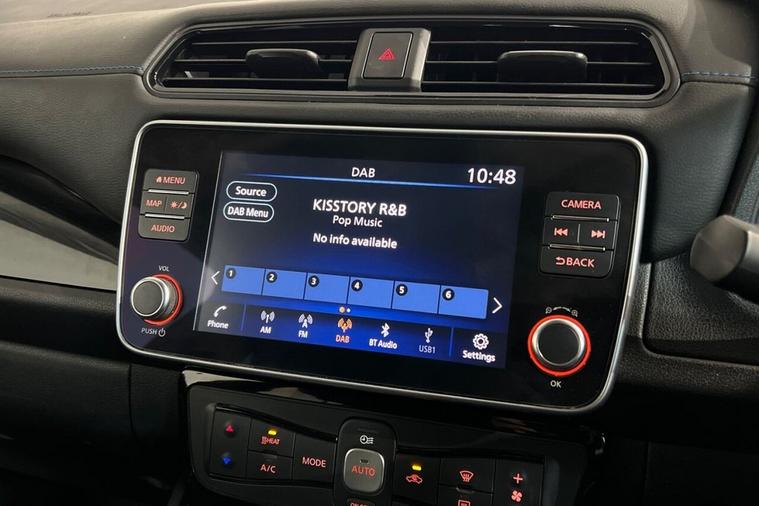 DAB
10:48
Source
DAB Menu
KISSTORY R&B
Pop Music
No info available
1 2 3 4 5 6
Phone
AM
FM
DAB
BT Audio
USB1
Settings
MENU
MAP
AUDIO
VOL
PUSH
CAMERA
BACK
OK
HEAT
A/C
MODE
AUTO